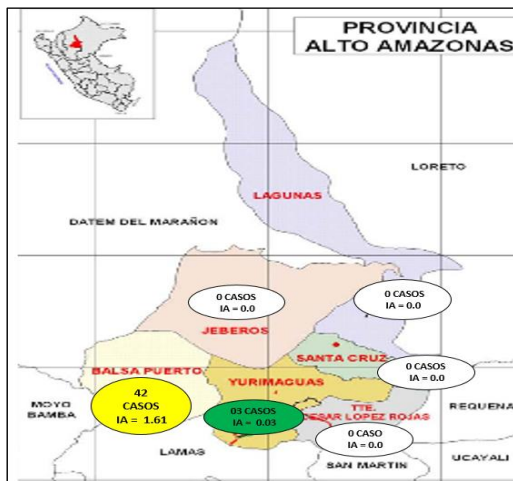 PROVINCIA
ALTO AMAZONAS
LORETO
LAGUNAS
DATEM DEL MARAÑON
0 CASOS
IA = 0.0
0 CASOS
IA = 0.0
JEBEROS
SANTA CRUZ
BALSA PUERTO
YURIMAGUAS
0 CASOS
IA = 0.0
42
CASOS
IA = 1.61
MOYO
BAMBA
03 CASOS
IA = 0.03
TTE.
CESAR LOPEZ ROJAS
REQUENA
0 CASO
IA = 0.0
LAMAS
SAN MARTIN
UCAYALI